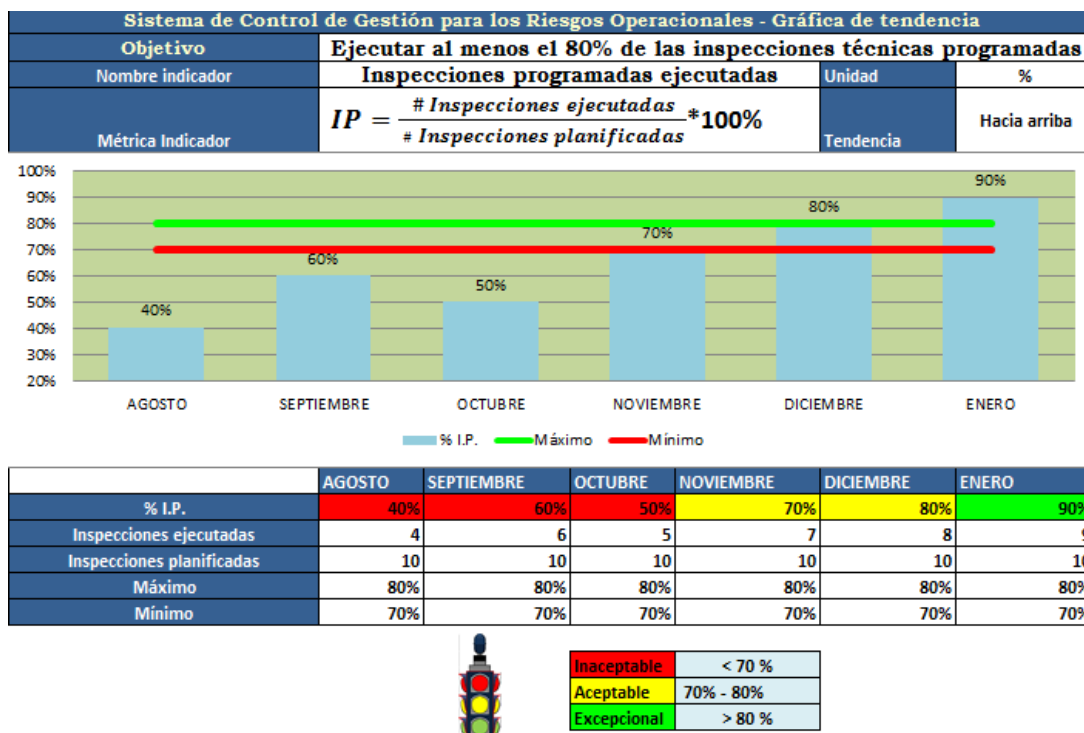 Sistema de Control de Gestión para los Riesgos Operacionales - Gráfica de tendencia
Objetivo Ejecutar al menos el 80% de las inspecciones técnicas programadas
Nombre indicador Inspecciones programadas ejecutadas Unidad %
Métrica Indicador IP = # Inspecciones ejecutadas / # Inspecciones planificadas *100% Tendencia Hacia arriba
100%
90%
80%
70%
60%
50%
40%
30%
20%
40%
60%
50%
70%
80%
90%
AGOSTO SEPTIEMBRE OCTUBRE NOVIEMBRE DICIEMBRE ENERO
% I.P. Máximo Mínimo
AGOSTO SEPTIEMBRE OCTUBRE NOVIEMBRE DICIEMBRE ENERO
% I.P. 40% 60% 50% 70% 80% 90%
Inspecciones ejecutadas 4 6 5 7 8 9
Inspecciones planificadas 10 10 10 10 10 10
Máximo 80% 80% 80% 80% 80% 80%
Mínimo 70% 70% 70% 70% 70% 70%
Inaceptable < 70 %
Aceptable 70% - 80%
Excepcional > 80 %